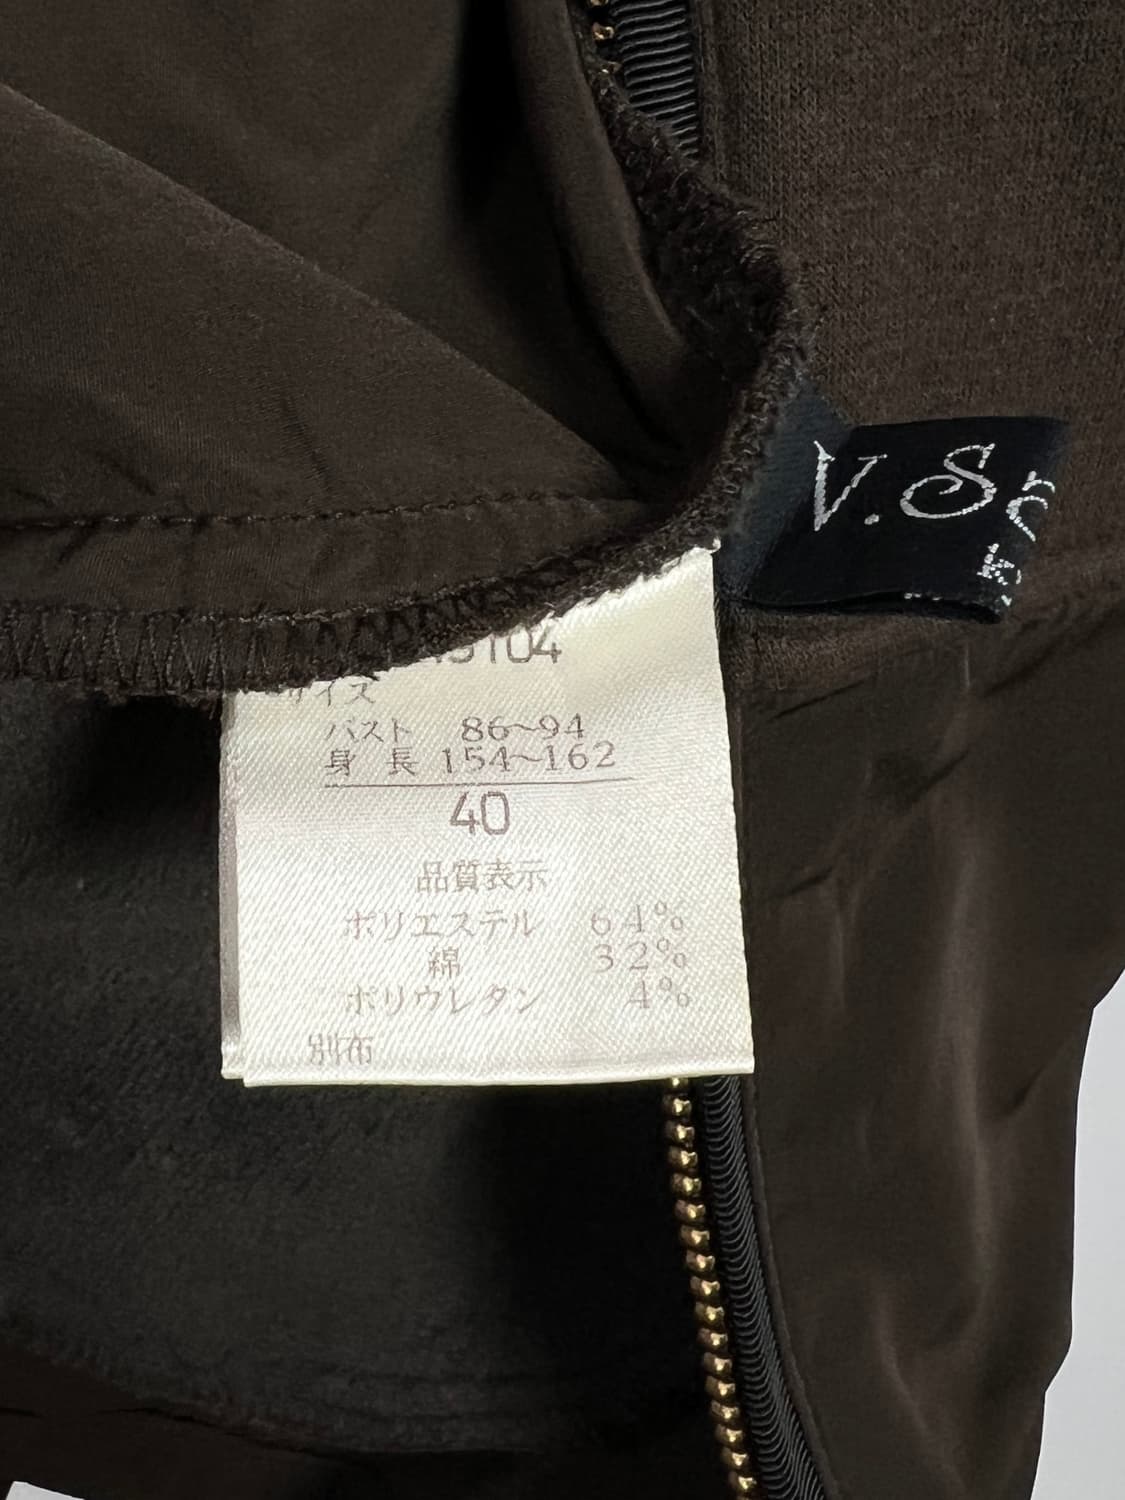 V.S
サイズ
バスト 86~94
身長 154~162
40
品質表示
ポリエステル 64%
綿 32%
ポリウレタン 4%
別布